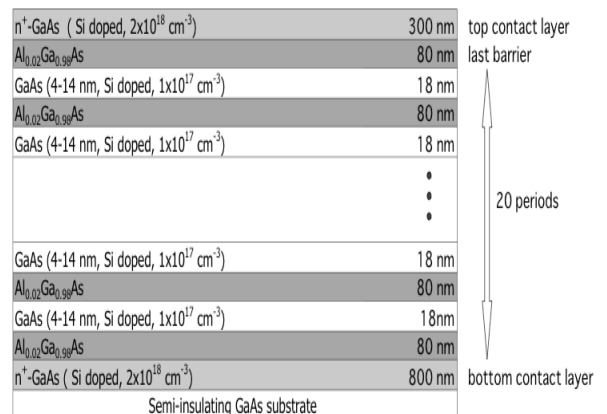 n⁺-GaAs ( Si doped, 2x10¹⁸ cm⁻³) 300 nm top contact layer
Al₀.₀₂Ga₀.₉₈As 80 nm last barrier
GaAs (4-14 nm, Si doped, 1x10¹⁷ cm⁻³) 18 nm
Al₀.₀₂Ga₀.₉₈As 80 nm
GaAs (4-14 nm, Si doped, 1x10¹⁷ cm⁻³) 18 nm
20 periods
GaAs (4-14 nm, Si doped, 1x10¹⁷ cm⁻³) 18 nm
Al₀.₀₂Ga₀.₉₈As 80 nm
GaAs (4-14 nm, Si doped, 1x10¹⁷ cm⁻³) 18nm
Al₀.₀₂Ga₀.₉₈As 80 nm
n⁺-GaAs ( Si doped, 2x10¹⁸ cm⁻³) 800 nm bottom contact layer
Semi-insulating GaAs substrate